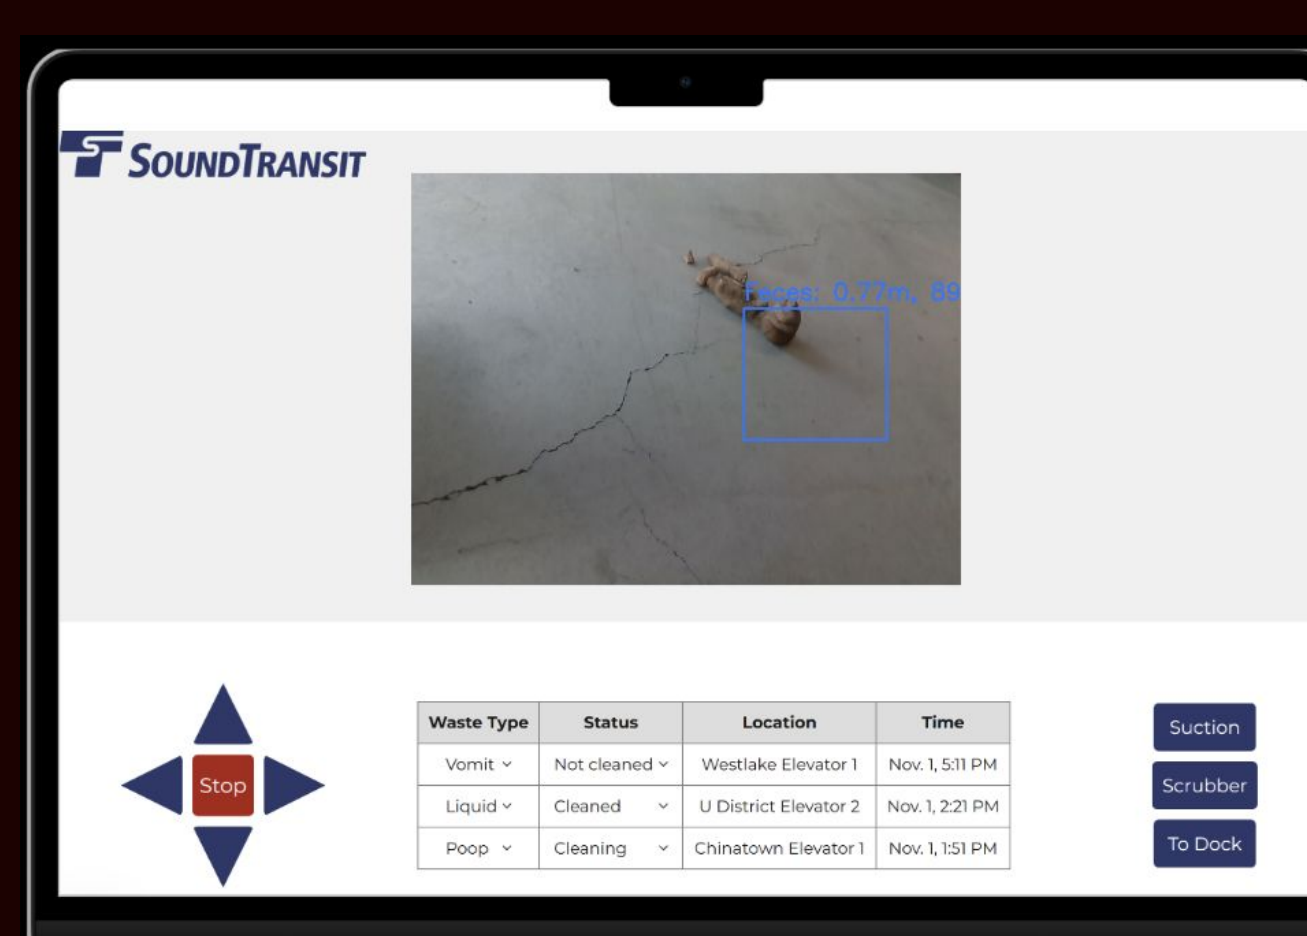 SOUNDTRANSIT
feces: 0.77m, 89
Waste Type Status Location Time
Vomit Not cleaned Westlake Elevator 1 Nov. 1, 5:11 PM
Liquid Cleaned U District Elevator 2 Nov. 1, 2:21 PM
Poop Cleaning Chinatown Elevator 1 Nov. 1, 1:51 PM
Stop
Suction
Scrubber
To Dock